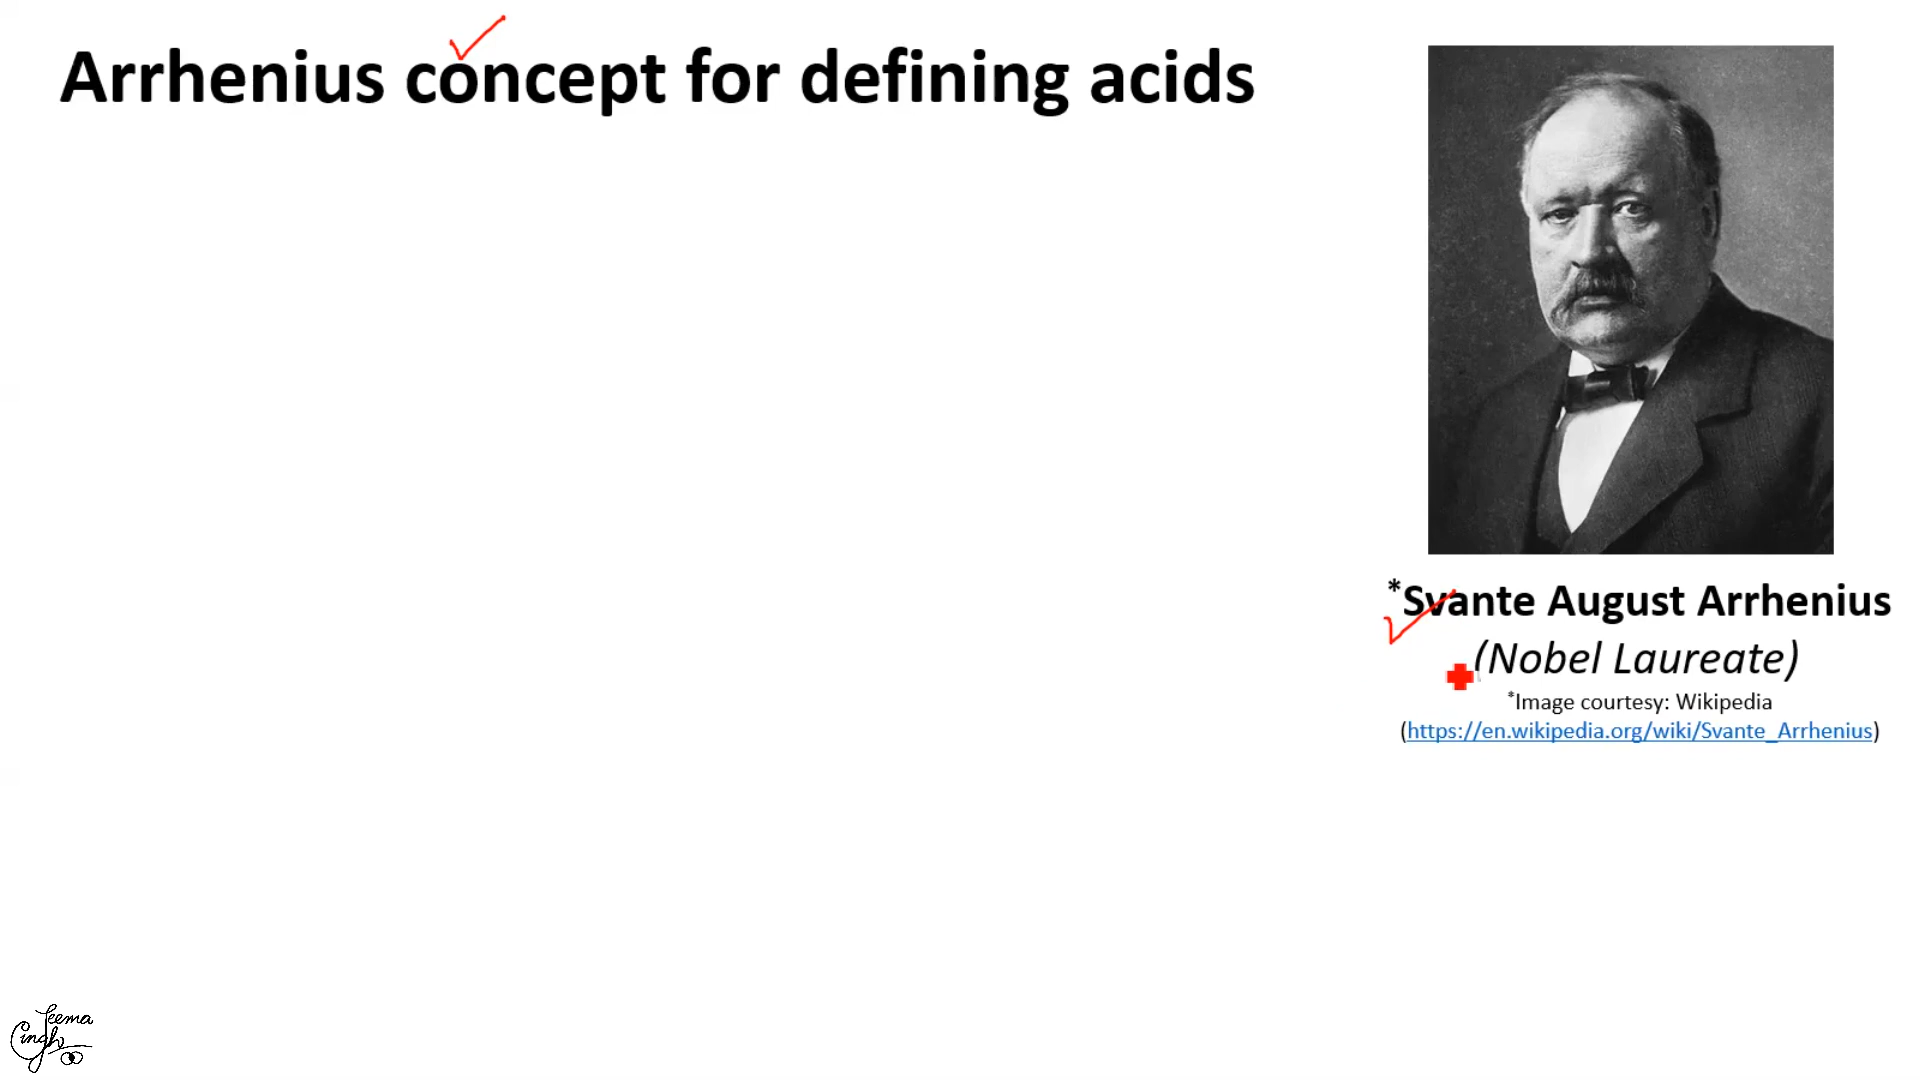 Arrhenius concept for defining acids
*Svante August Arrhenius
(Nobel Laureate)
*Image courtesy: Wikipedia
(https://en.wikipedia.org/wiki/Svante_Arrhenius)